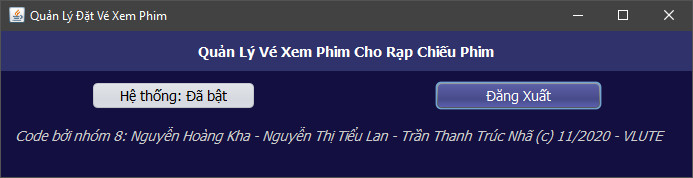 Quản Lý Đặt Vé Xem Phim
Quản Lý Vé Xem Phim Cho Rạp Chiếu Phim
Hệ thống: Đã bật
Đăng Xuất
Code bởi nhóm 8: Nguyễn Hoàng Kha - Nguyễn Thị Tiểu Lan - Trần Thanh Trúc Nhã (c) 11/2020 - VLUTE